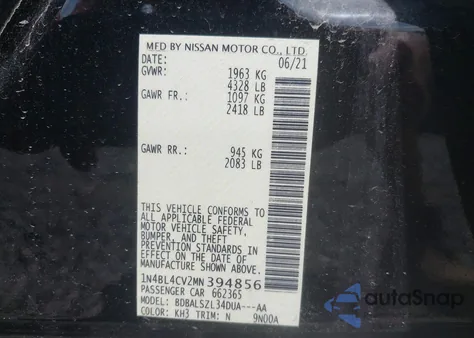 MFD BY NISSAN MOTOR CO., LTD.
DATE: 06/21
GVWR: 1963 KG
4328 LB
GAWR FR.: 1097 KG
2418 LB
GAWR RR.: 945 KG
2083 LB
THIS VEHICLE CONFORMS TO
ALL APPLICABLE FEDERAL
MOTOR VEHICLE SAFETY,
BUMPER, AND THEFT
PREVENTION STANDARDS IN
EFFECT ON THE DATE OF
MANUFACTURE SHOWN ABOVE.
1N4BL4CV2MN 394856
PASSENGER CAR 662365
MODEL: BDBALSZL34DUA---AA
COLOR: KH3 TRIM: N 9N00A
autoSnap